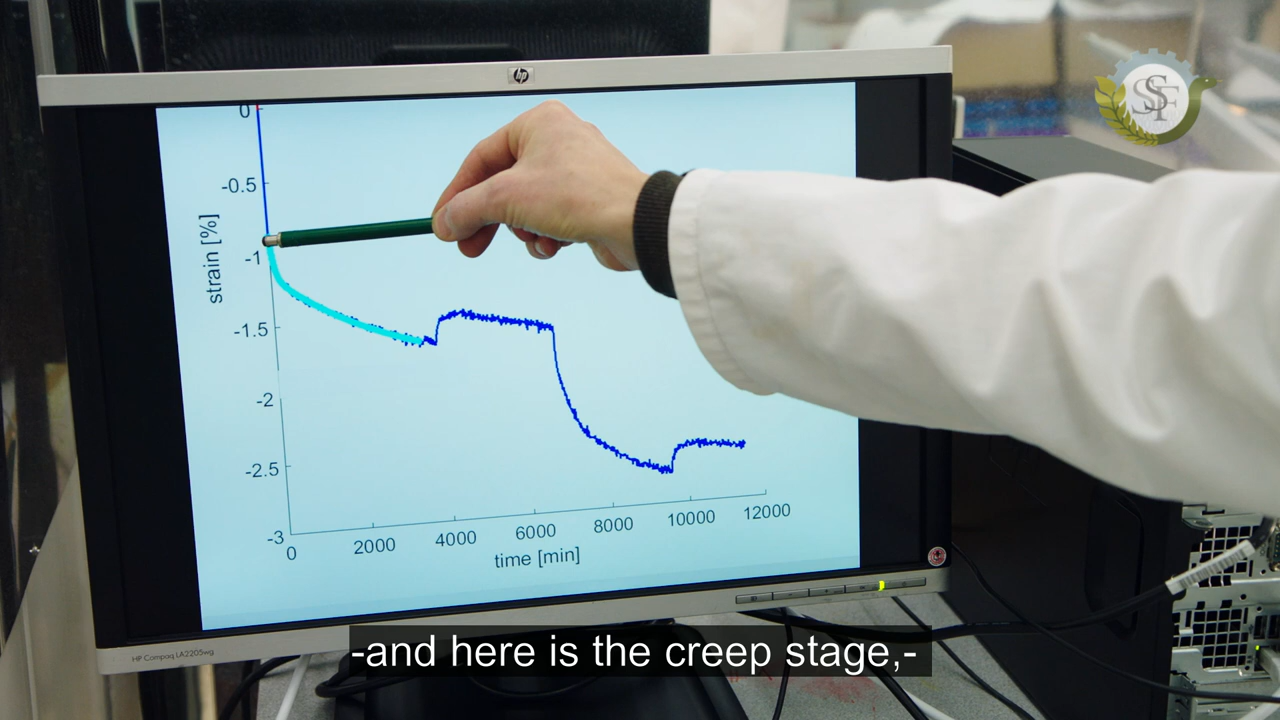 hp
SSF
0
-0.5
-1
-1.5
-2
-2.5
-3
strain [%]
0
2000
4000
6000
8000
10000
12000
time [min]
HP Compaq LA2205wg
-and here is the creep stage,-